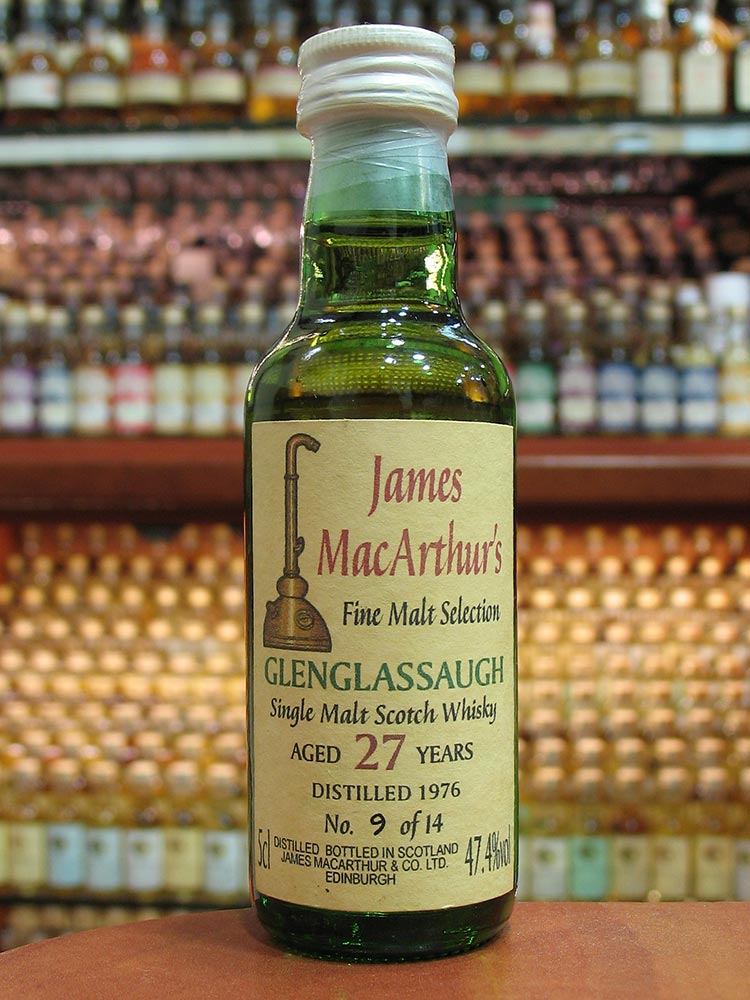 James
MacArthur's
Fine Malt Selection
GLENGLASSAUGH
Single Malt Scotch Whisky
AGED 27 YEARS
DISTILLED 1976
No. 9 of 14
5cl DISTILLED BOTTLED IN SCOTLAND 47.4%vol
JAMES MACARTHUR & CO. LTD.
EDINBURGH